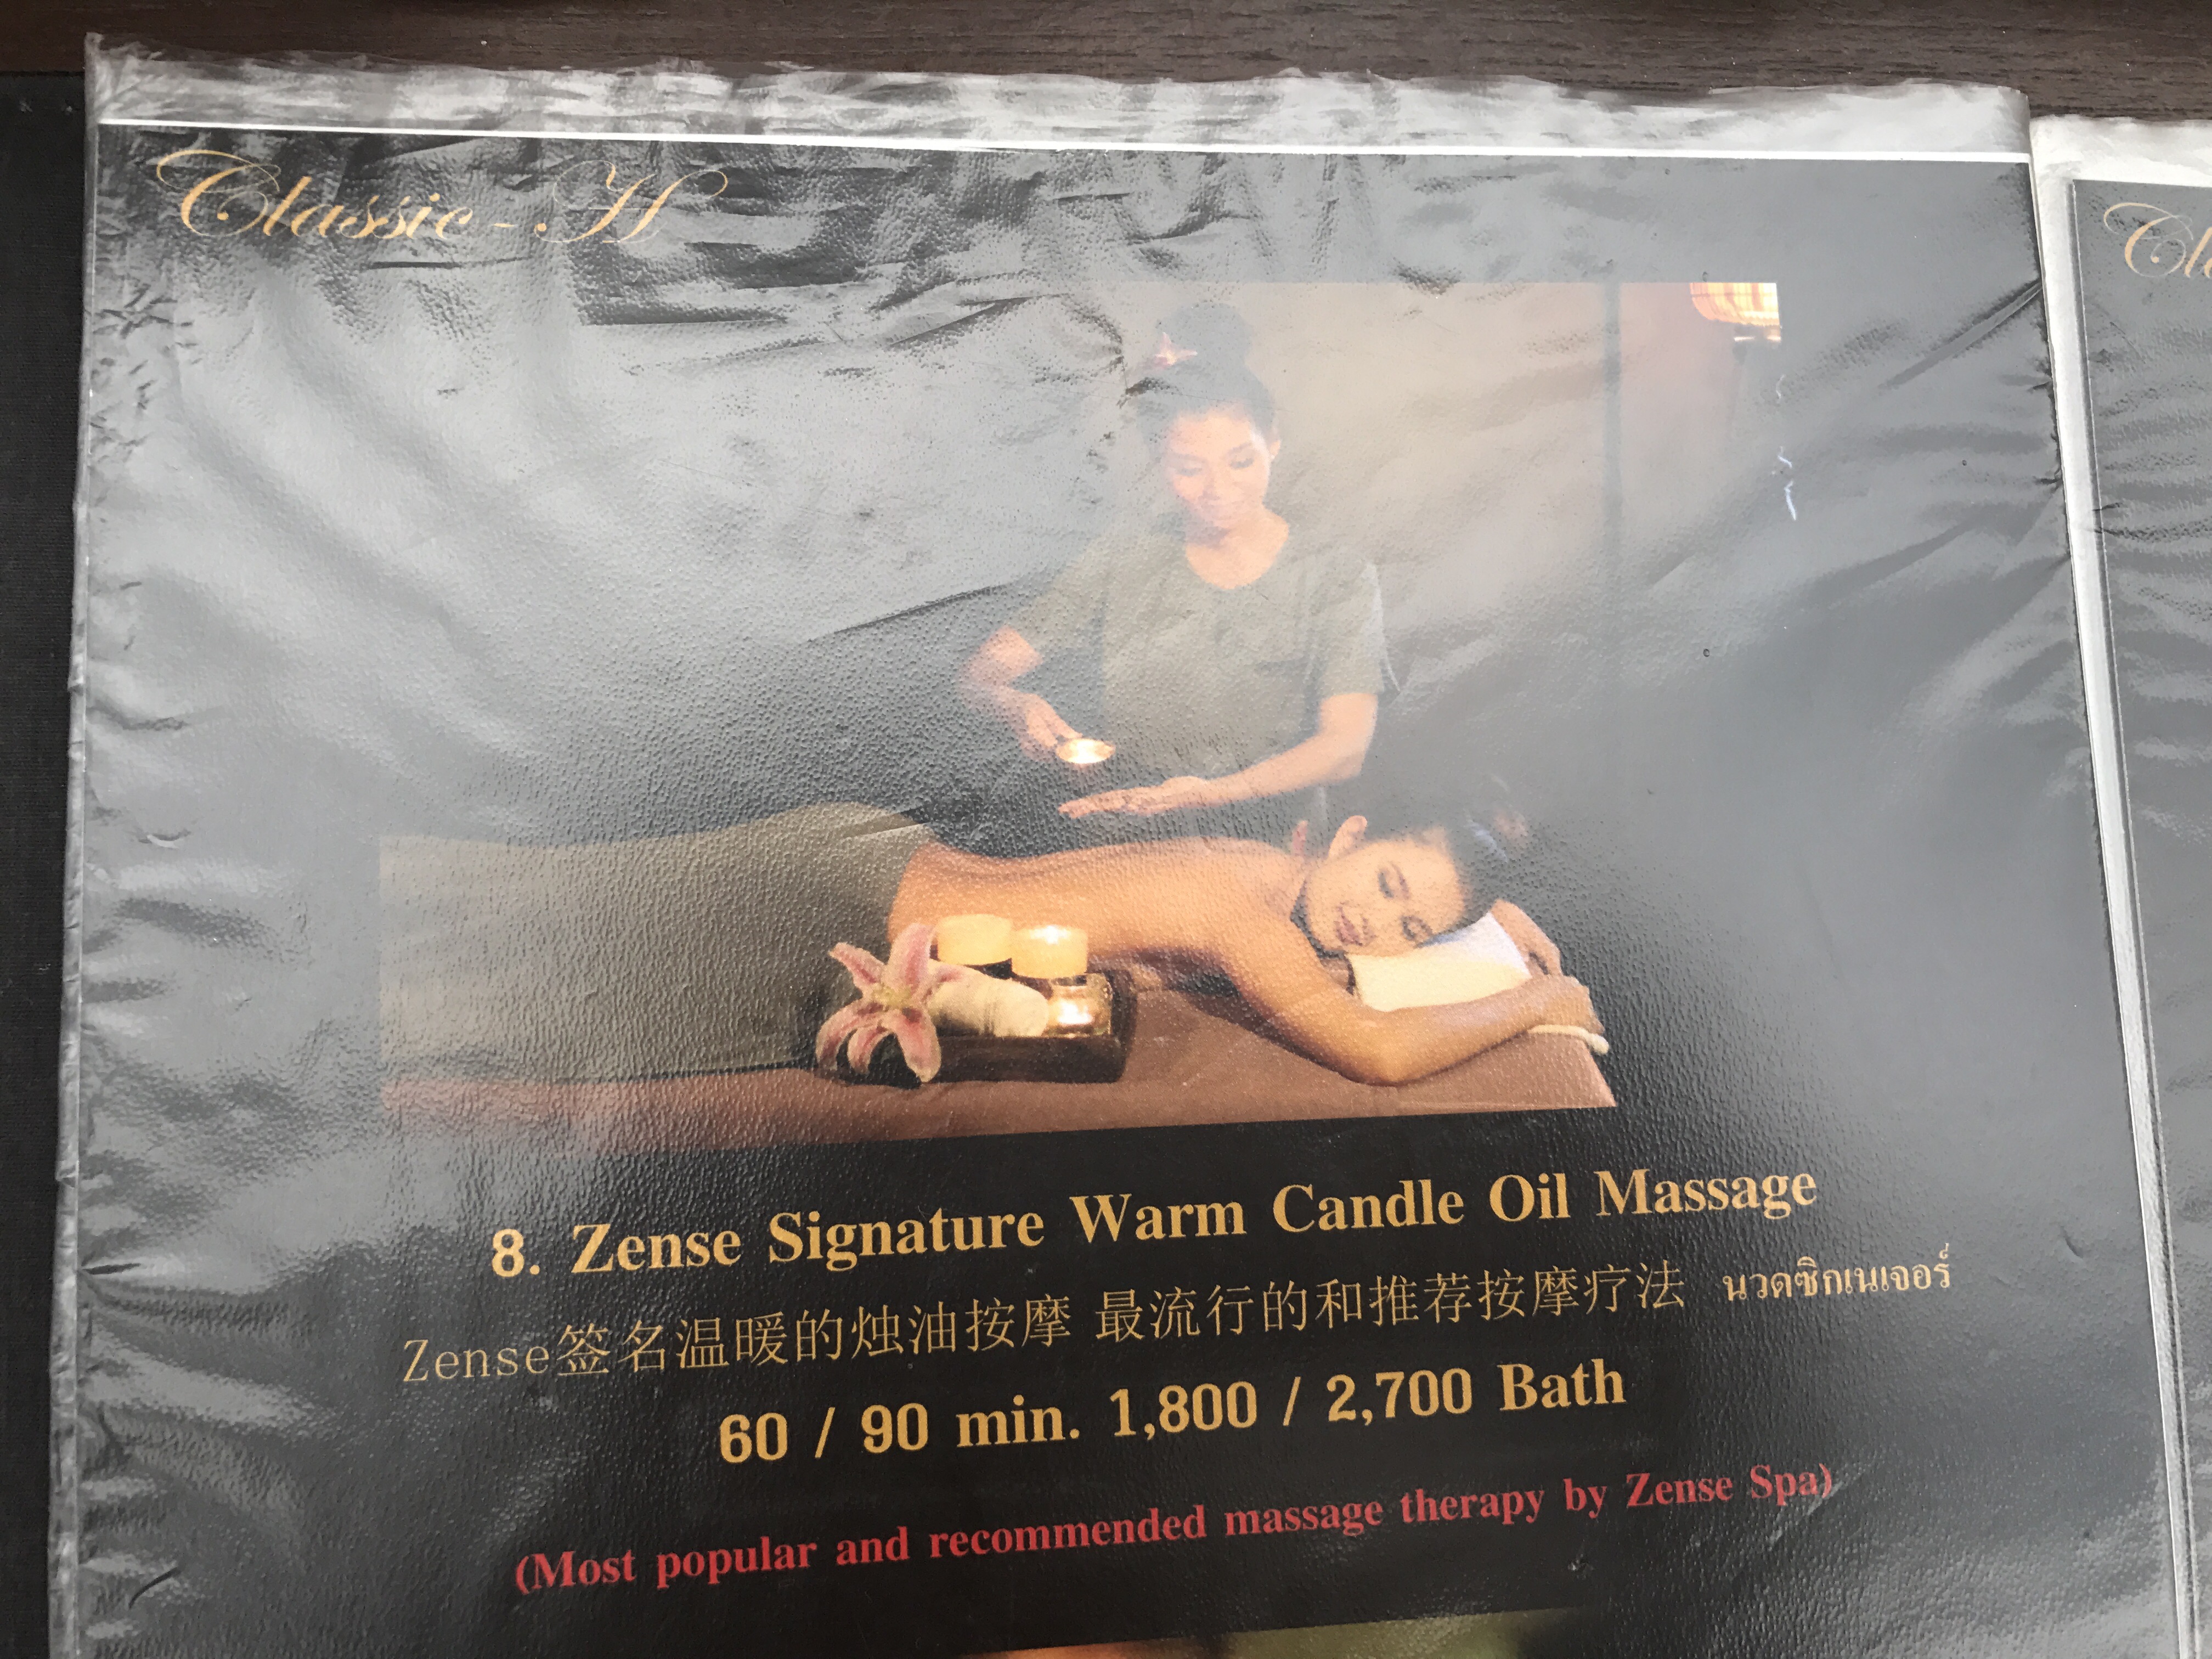 Classic - H
8. Zense Signature Warm Candle Oil Massage
Zense签名温暖的烛油按摩 最流行的和推荐按摩疗法 นวดซิกเนเจอร์
60 / 90 min. 1,800 / 2,700 Bath
(Most popular and recommended massage therapy by Zense Spa)